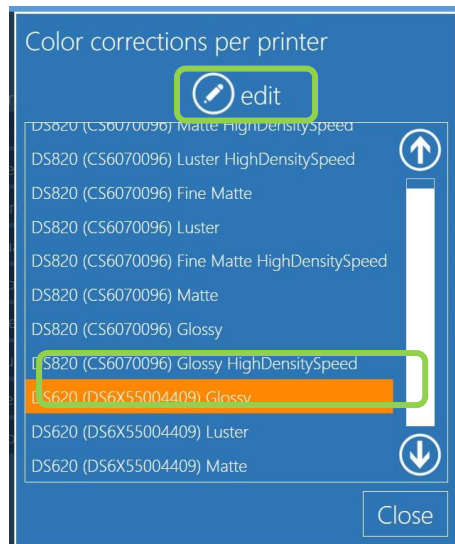 Color corrections per printer
edit
DS820 (CS6070096) Matte HighDensitySpeed
DS820 (CS6070096) Luster HighDensitySpeed
DS820 (CS6070096) Fine Matte
DS820 (CS6070096) Luster
DS820 (CS6070096) Fine Matte HighDensitySpeed
DS820 (CS6070096) Matte
DS820 (CS6070096) Glossy
DS820 (CS6070096) Glossy HighDensitySpeed
DS620 (DS6X55004409) Glossy
DS620 (DS6X55004409) Luster
DS620 (DS6X55004409) Matte
Close